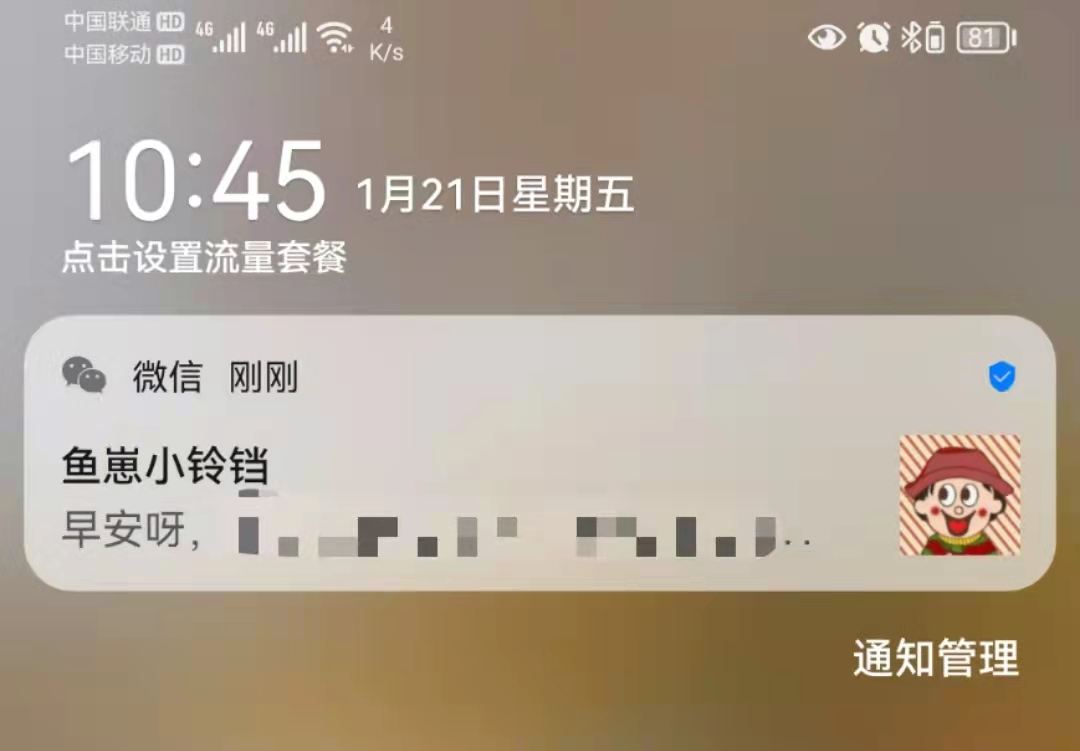 中国联通 HD 4G 4G 4 K/s 81
中国移动 HD
10:45 1月21日星期五
点击设置流量套餐
微信 刚刚
鱼崽小铃铛
早安呀，
通知管理